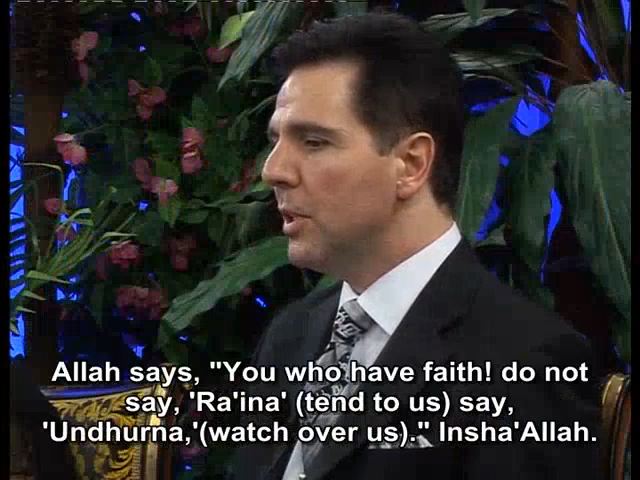 Allah says, "You who have faith! do not
say, 'Ra'ina' (tend to us) say,
'Undhurna,'(watch over us)." Insha'Allah.